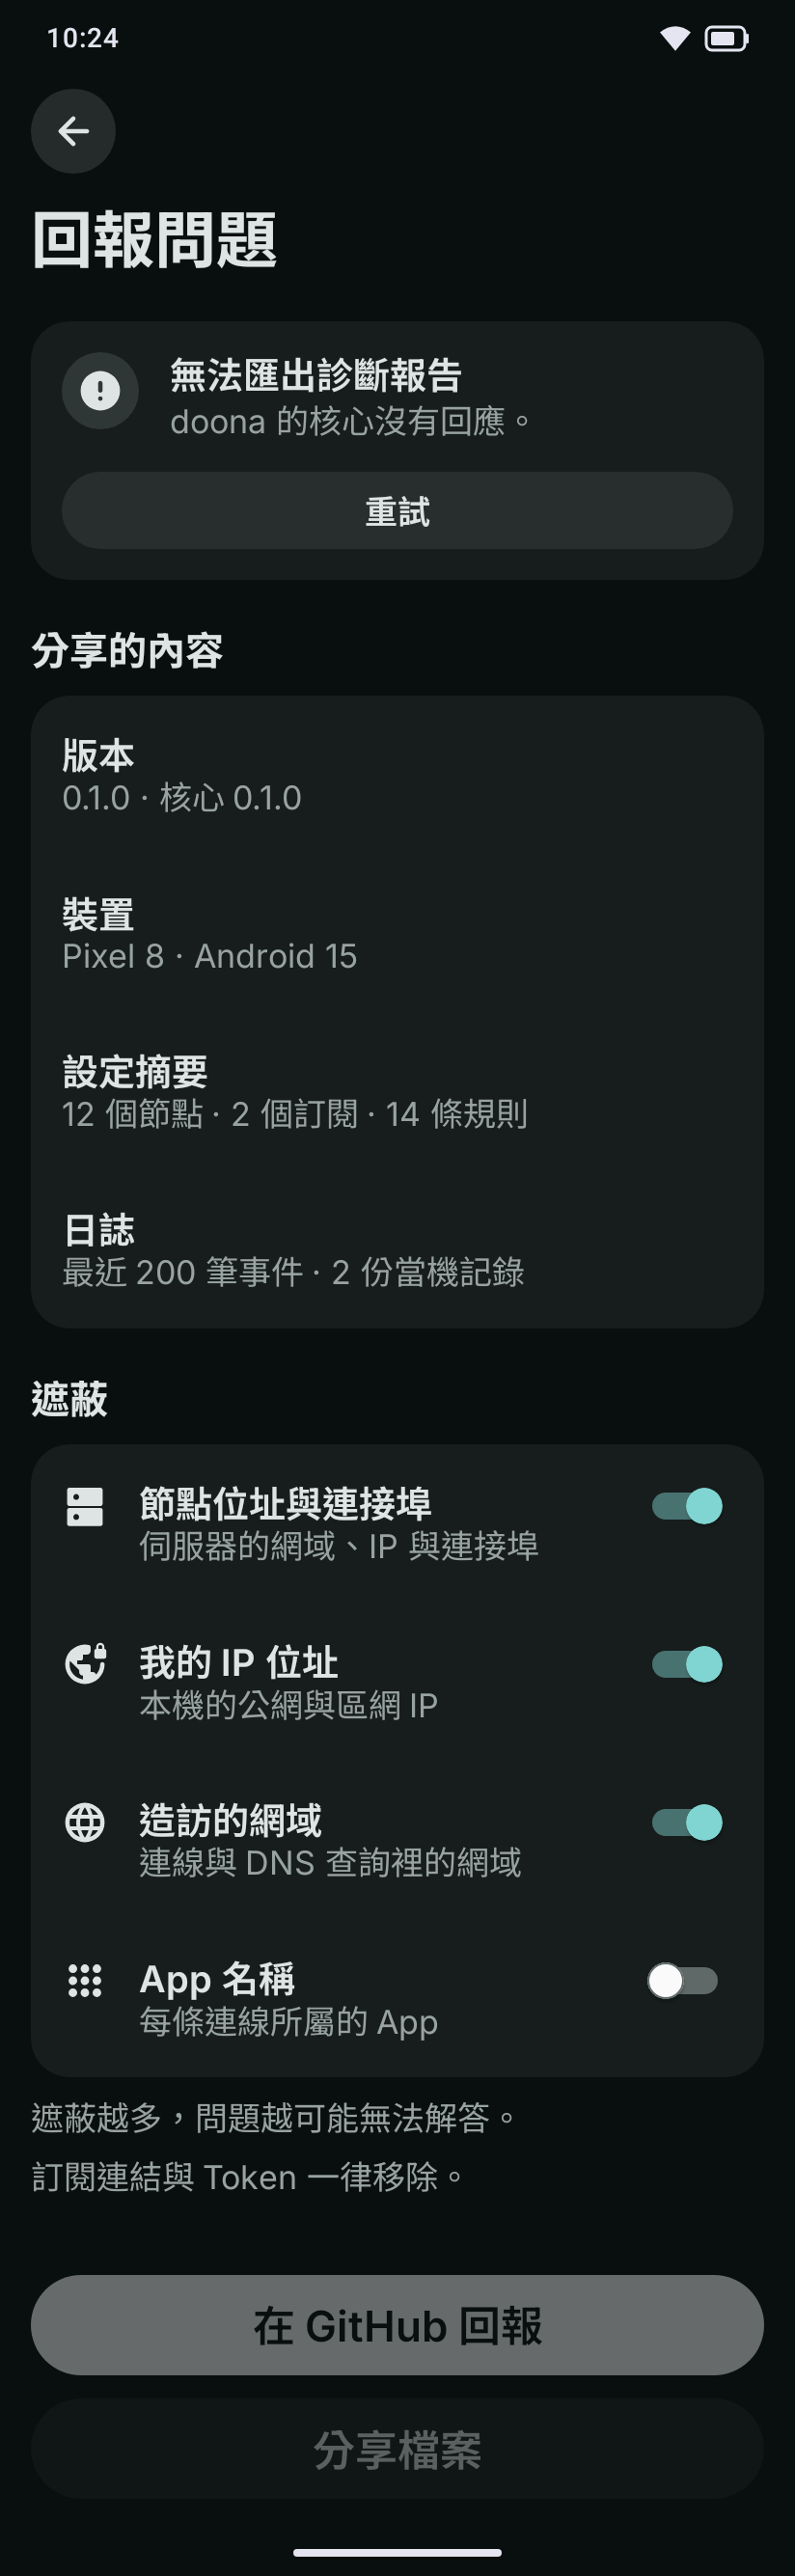 10:24
回報問題
無法匯出診斷報告
doona 的核心沒有回應。
重試
分享的內容
版本
0.1.0 · 核心 0.1.0
裝置
Pixel 8 · Android 15
設定摘要
12 個節點 · 2 個訂閱 · 14 條規則
日誌
最近 200 筆事件 · 2 份當機記錄
遮蔽
節點位址與連接埠
伺服器的網域、IP 與連接埠
我的 IP 位址
本機的公網與區網 IP
造訪的網域
連線與 DNS 查詢裡的網域
App 名稱
每條連線所屬的 App
遮蔽越多，問題越可能無法解答。
訂閱連結與 Token 一律移除。
在 GitHub 回報
分享檔案